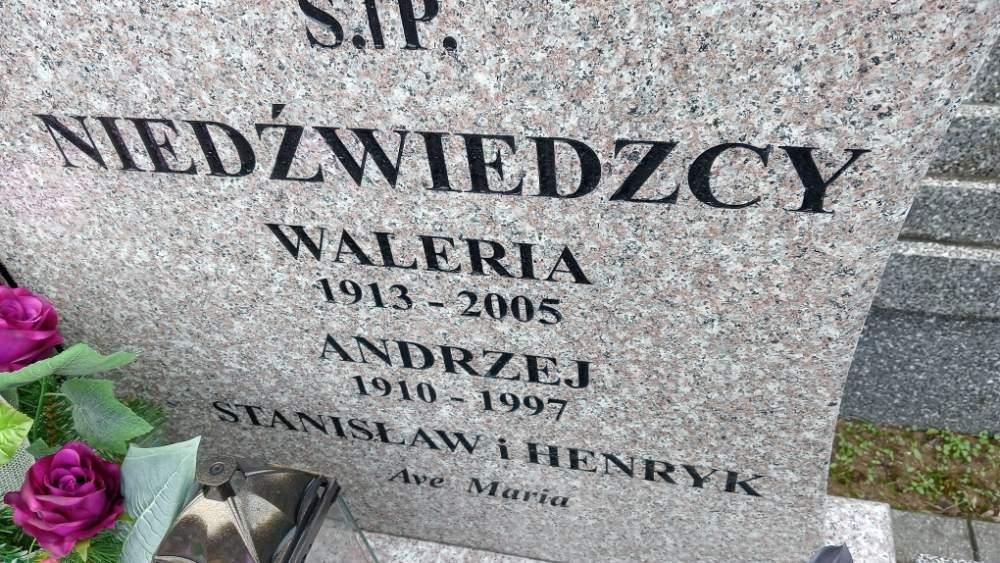 Ś.†P.
NIEDŹWIEDZCY
WALERIA
1913 - 2005
ANDRZEJ
1910 - 1997
STANISŁAW i HENRYK
Ave Maria